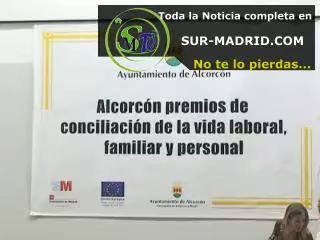 Toda la Noticia completa en
SUR-MADRID.COM
No te lo pierdas...
Ayuntamiento de Alcorcón
Alcorcón premios de
conciliación de la vida laboral,
familiar y personal
Ayuntamiento de Alcorcón